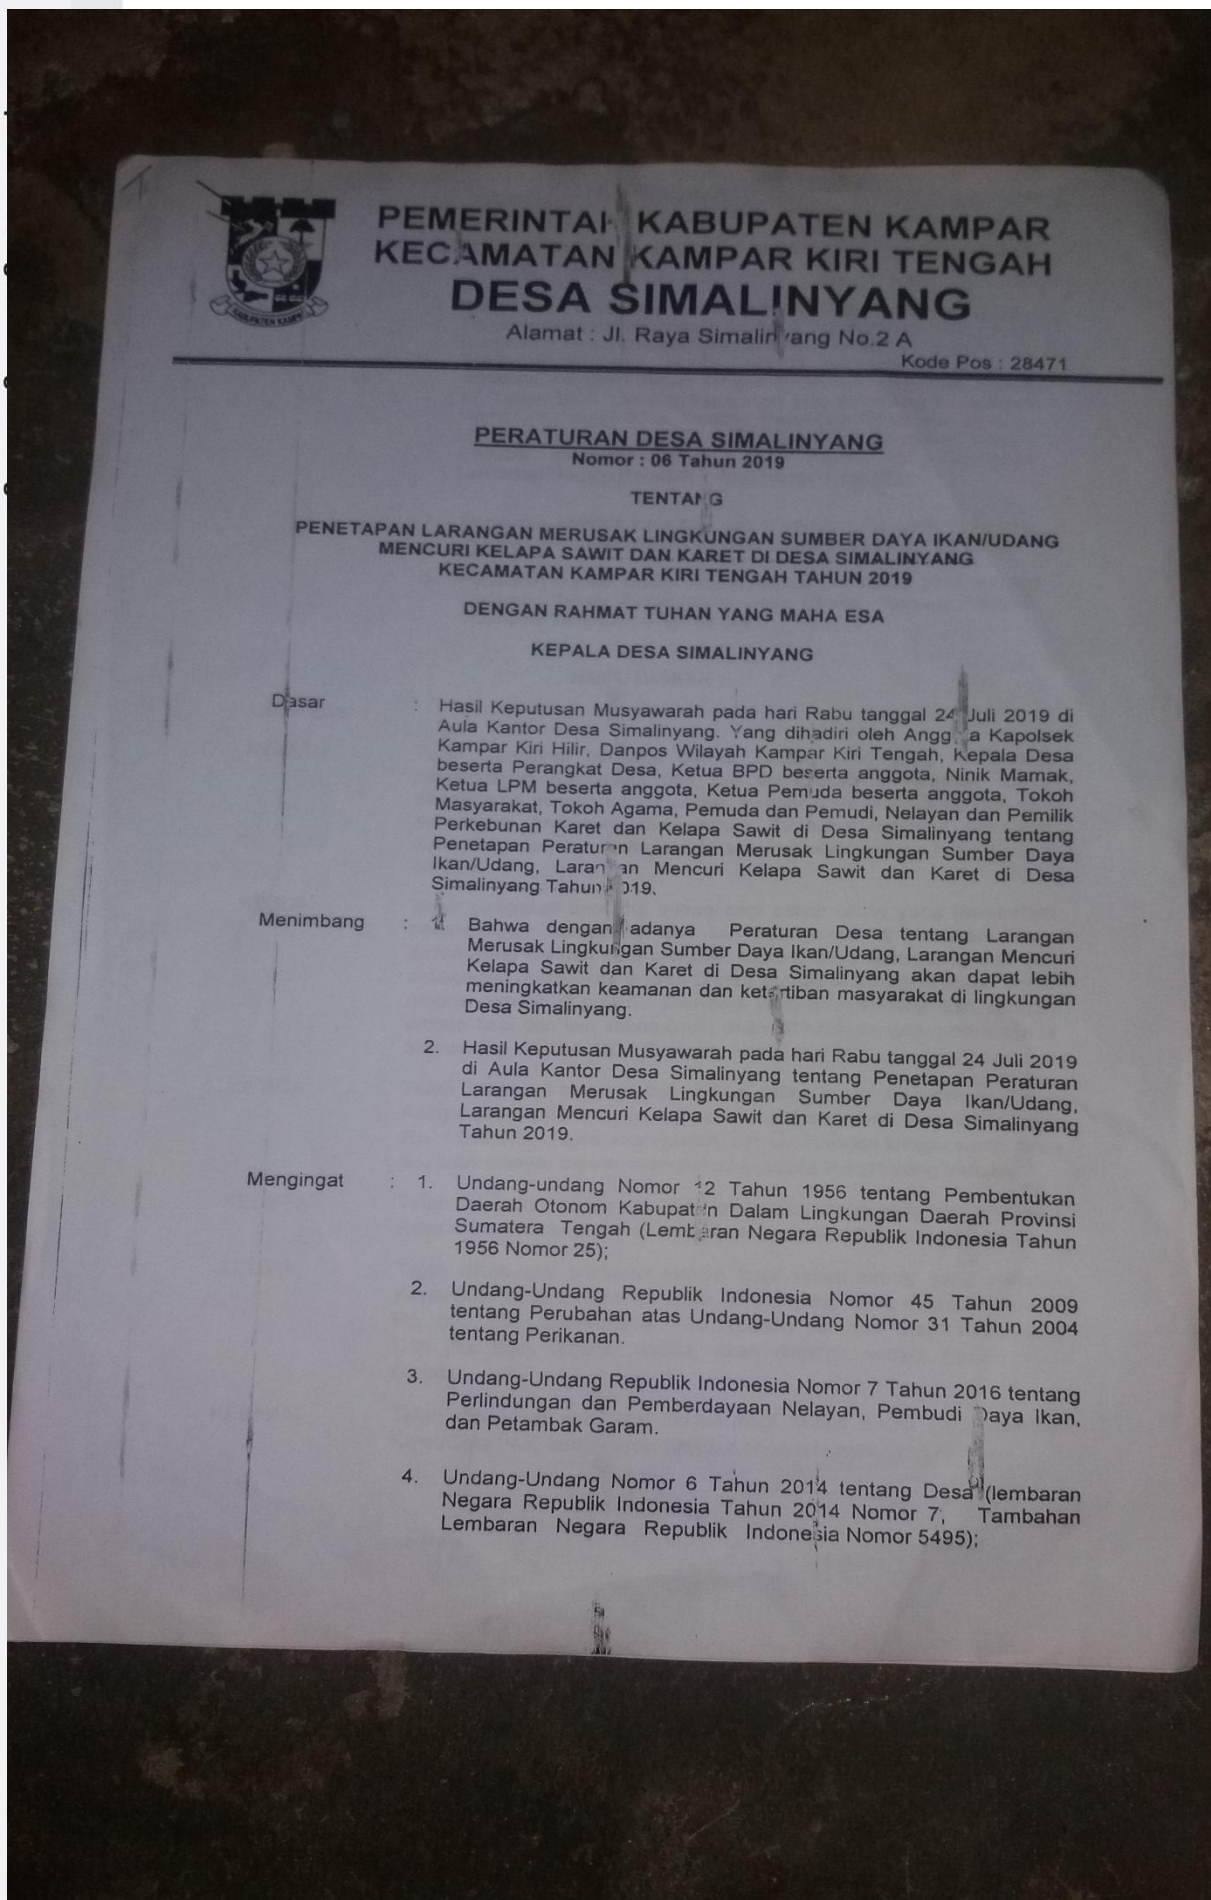 PEMERINTAH KABUPATEN KAMPAR
KECAMATAN KAMPAR KIRI TENGAH
DESA SIMALINYANG
Alamat : Jl. Raya Simalinyang No.2 A
Kode Pos : 28471
KABUPATEN KAMPAR
PERATURAN DESA SIMALINYANG
Nomor : 06 Tahun 2019
TENTANG
PENETAPAN LARANGAN MERUSAK LINGKUNGAN SUMBER DAYA IKAN/UDANG
MENCURI KELAPA SAWIT DAN KARET DI DESA SIMALINYANG
KECAMATAN KAMPAR KIRI TENGAH TAHUN 2019
DENGAN RAHMAT TUHAN YANG MAHA ESA
KEPALA DESA SIMALINYANG
Dasar : Hasil Keputusan Musyawarah pada hari Rabu tanggal 24 Juli 2019 di
Aula Kantor Desa Simalinyang. Yang dihadiri oleh Anggota Kapolsek
Kampar Kiri Hilir, Danpos Wilayah Kampar Kiri Tengah, Kepala Desa
beserta Perangkat Desa, Ketua BPD beserta anggota, Ninik Mamak,
Ketua LPM beserta anggota, Ketua Pemuda beserta anggota, Tokoh
Masyarakat, Tokoh Agama, Pemuda dan Pemudi, Nelayan dan Pemilik
Perkebunan Karet dan Kelapa Sawit di Desa Simalinyang tentang
Penetapan Peraturan Larangan Merusak Lingkungan Sumber Daya
Ikan/Udang, Larangan Mencuri Kelapa Sawit dan Karet di Desa
Simalinyang Tahun 2019.
Menimbang : 1. Bahwa dengan adanya Peraturan Desa tentang Larangan
Merusak Lingkungan Sumber Daya Ikan/Udang, Larangan Mencuri
Kelapa Sawit dan Karet di Desa Simalinyang akan dapat lebih
meningkatkan keamanan dan ketertiban masyarakat di lingkungan
Desa Simalinyang.
2. Hasil Keputusan Musyawarah pada hari Rabu tanggal 24 Juli 2019
di Aula Kantor Desa Simalinyang tentang Penetapan Peraturan
Larangan Merusak Lingkungan Sumber Daya Ikan/Udang,
Larangan Mencuri Kelapa Sawit dan Karet di Desa Simalinyang
Tahun 2019.
Mengingat : 1. Undang-undang Nomor 12 Tahun 1956 tentang Pembentukan
Daerah Otonom Kabupaten Dalam Lingkungan Daerah Provinsi
Sumatera Tengah (Lembaran Negara Republik Indonesia Tahun
1956 Nomor 25);
2. Undang-Undang Republik Indonesia Nomor 45 Tahun 2009
tentang Perubahan atas Undang-Undang Nomor 31 Tahun 2004
tentang Perikanan.
3. Undang-Undang Republik Indonesia Nomor 7 Tahun 2016 tentang
Perlindungan dan Pemberdayaan Nelayan, Pembudi Daya Ikan,
dan Petambak Garam.
4. Undang-Undang Nomor 6 Tahun 2014 tentang Desa (lembaran
Negara Republik Indonesia Tahun 2014 Nomor 7, Tambahan
Lembaran Negara Republik Indonesia Nomor 5495);